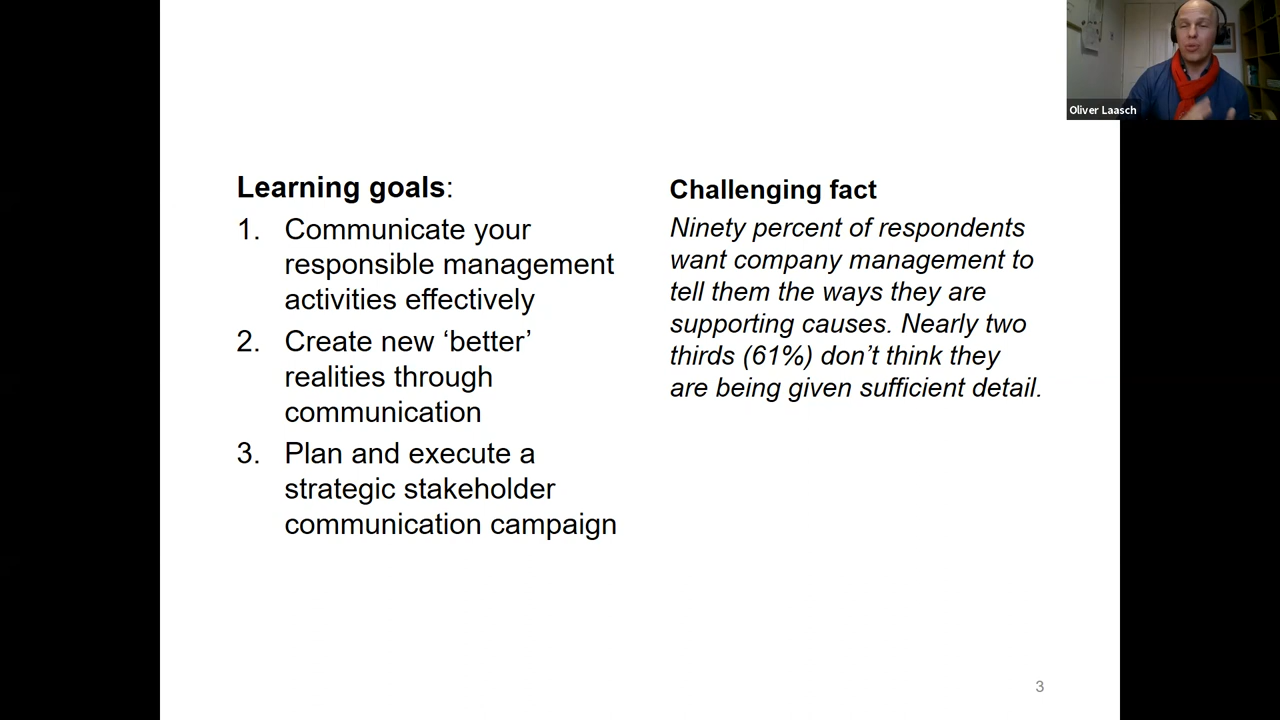 Oliver Laasch
Learning goals:
1. Communicate your
responsible management
activities effectively
2. Create new ‘better’
realities through
communication
3. Plan and execute a
strategic stakeholder
communication campaign
Challenging fact
Ninety percent of respondents
want company management to
tell them the ways they are
supporting causes. Nearly two
thirds (61%) don’t think they
are being given sufficient detail.
3